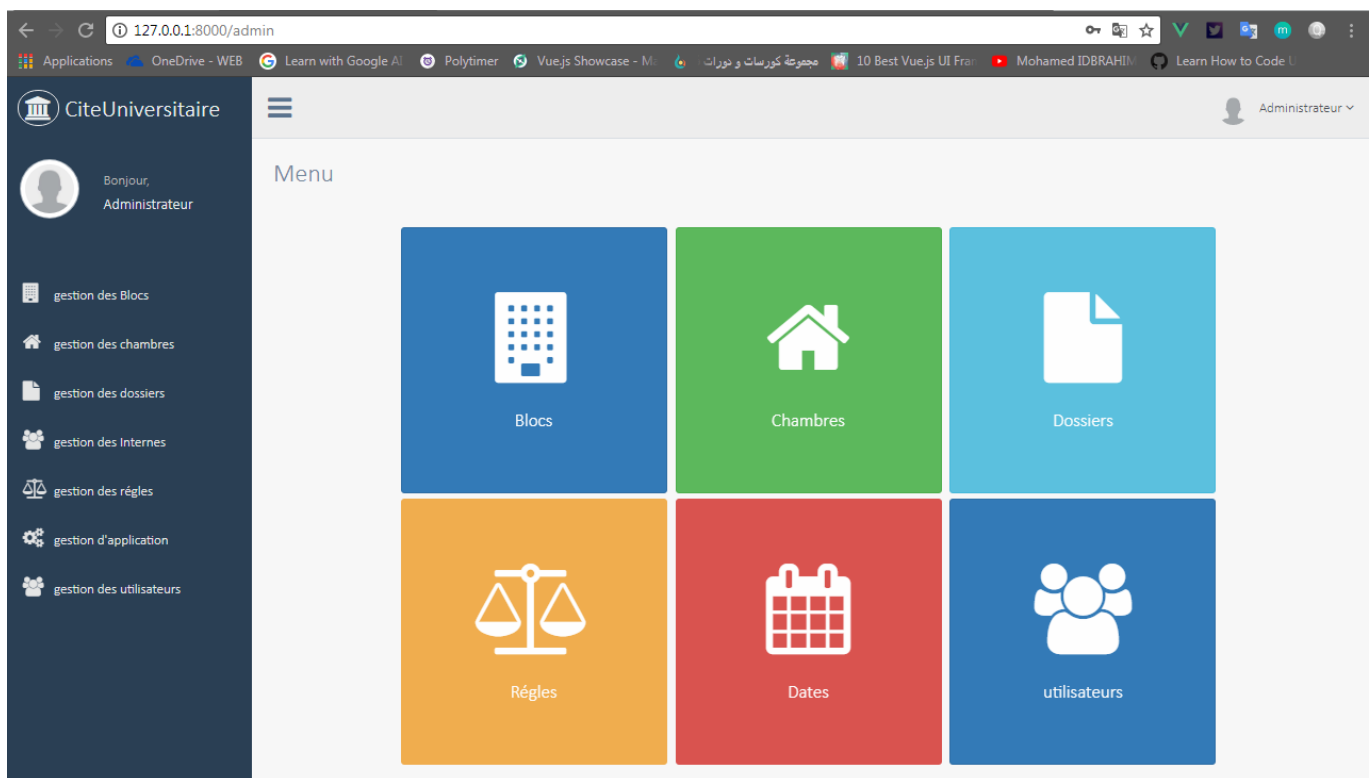 127.0.0.1:8000/admin
Applications OneDrive - WEB Learn with Google AI Polytimer Vue.js Showcase - Ma مجموعة كورسات و دورات 10 Best Vue.js UI Fran Mohamed IDBRAHIM Learn How to Code U
CiteUniversitaire
Administrateur
Bonjour,
Administrateur
gestion des Blocs
gestion des chambres
gestion des dossiers
gestion des Internes
gestion des régles
gestion d'application
gestion des utilisateurs
Menu
Blocs
Chambres
Dossiers
Régles
Dates
utilisateurs